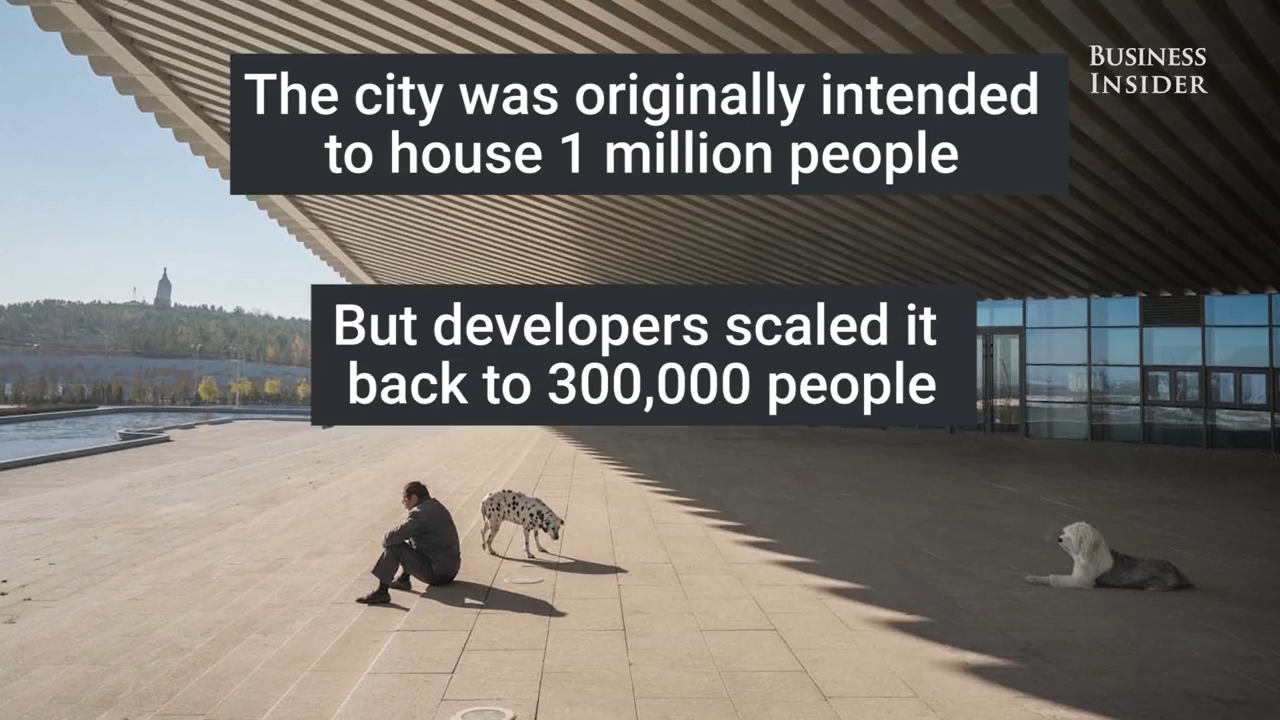 BUSINESS
INSIDER
The city was originally intended
to house 1 million people
But developers scaled it
back to 300,000 people